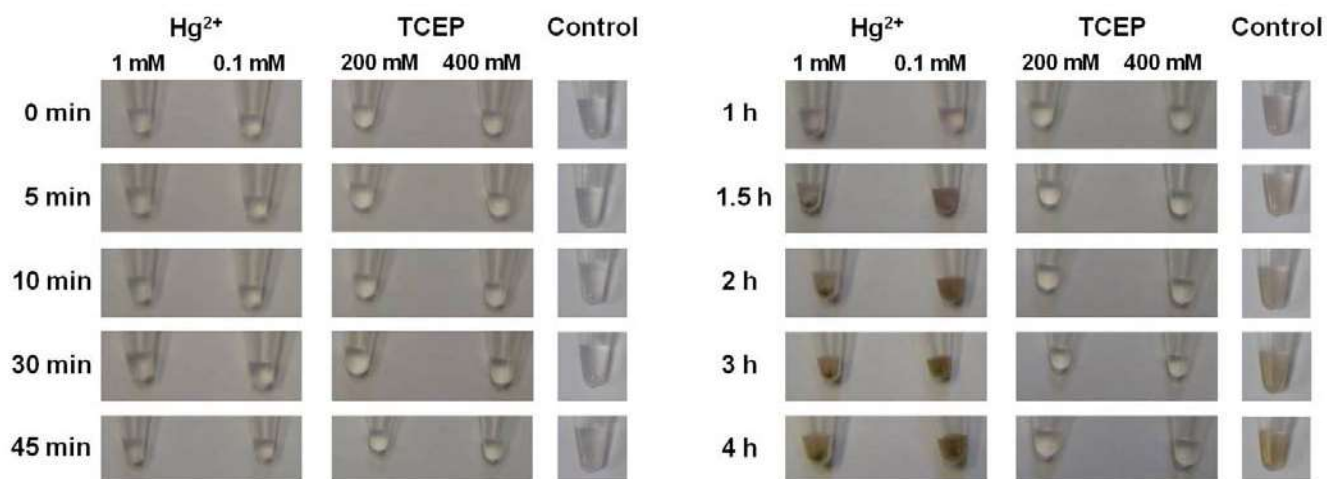 Hg²⁺ TCEP Control
1 mM 0.1 mM 200 mM 400 mM
0 min
5 min
10 min
30 min
45 min
Hg²⁺ TCEP Control
1 mM 0.1 mM 200 mM 400 mM
1 h
1.5 h
2 h
3 h
4 h